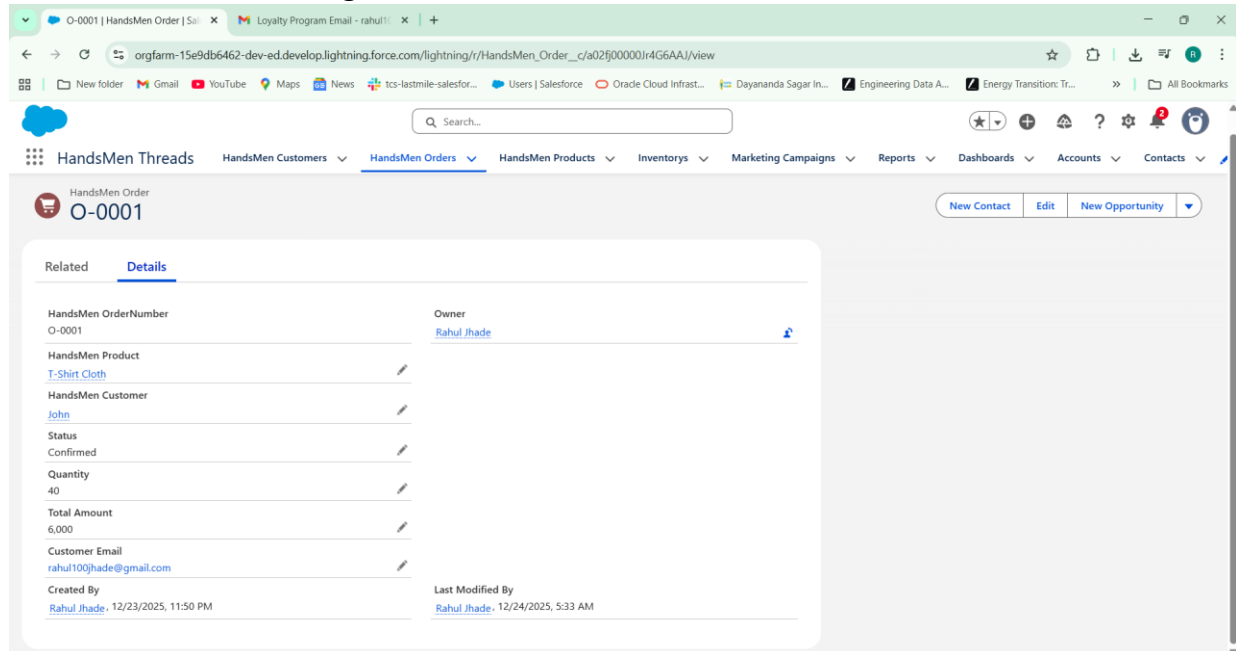 O-0001 | HandsMen Order | Sal
Loyalty Program Email - rahul1
orgfarm-15e9db6462-dev-ed.develop.lightning.force.com/lightning/r/HandsMen_Order__c/a02fj00000Jr4G6AAJ/view
R
New folder Gmail YouTube Maps News tcs-lastmile-salesfor... Users | Salesforce Oracle Cloud Infrast... Dayananda Sagar In... Engineering Data A... Energy Transition: Tr... » All Bookmarks
Search...
2
HandsMen Threads HandsMen Customers HandsMen Orders HandsMen Products Inventorys Marketing Campaigns Reports Dashboards Accounts Contacts
HandsMen Order
O-0001
New Contact Edit New Opportunity
Related Details
HandsMen OrderNumber
O-0001
Owner
Rahul Jhade
HandsMen Product
T-Shirt Cloth
HandsMen Customer
John
Status
Confirmed
Quantity
40
Total Amount
6,000
Customer Email
rahul100jhade@gmail.com
Created By
Rahul Jhade, 12/23/2025, 11:50 PM
Last Modified By
Rahul Jhade, 12/24/2025, 5:33 AM